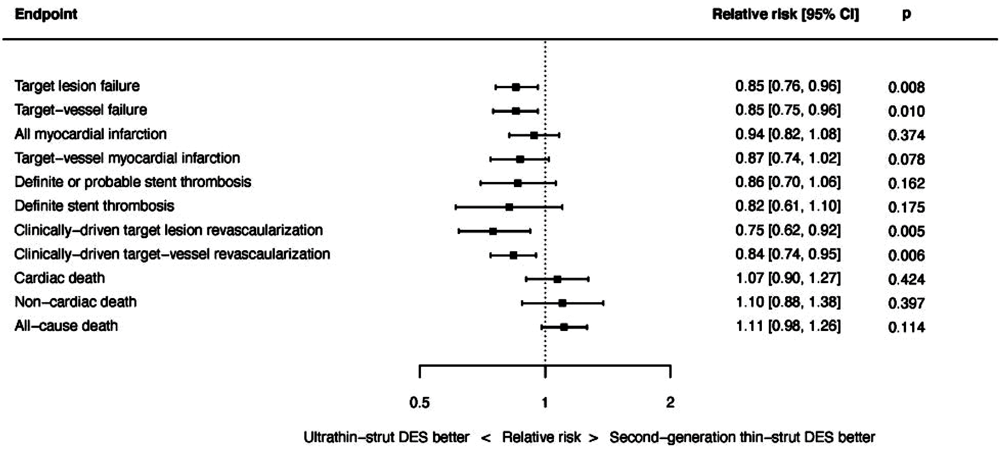 Endpoint Relative risk [95% CI] p
Target lesion failure 0.85 [0.76, 0.96] 0.008
Target−vessel failure 0.85 [0.75, 0.96] 0.010
All myocardial infarction 0.94 [0.82, 1.08] 0.374
Target−vessel myocardial infarction 0.87 [0.74, 1.02] 0.078
Definite or probable stent thrombosis 0.86 [0.70, 1.06] 0.162
Definite stent thrombosis 0.82 [0.61, 1.10] 0.175
Clinically−driven target lesion revascaularization 0.75 [0.62, 0.92] 0.005
Clinically−driven target−vessel revascaularization 0.84 [0.74, 0.95] 0.006
Cardiac death 1.07 [0.90, 1.27] 0.424
Non−cardiac death 1.10 [0.88, 1.38] 0.397
All−cause death 1.11 [0.98, 1.26] 0.114
0.5 1 2
Ultrathin−strut DES better < Relative risk > Second−generation thin−strut DES better